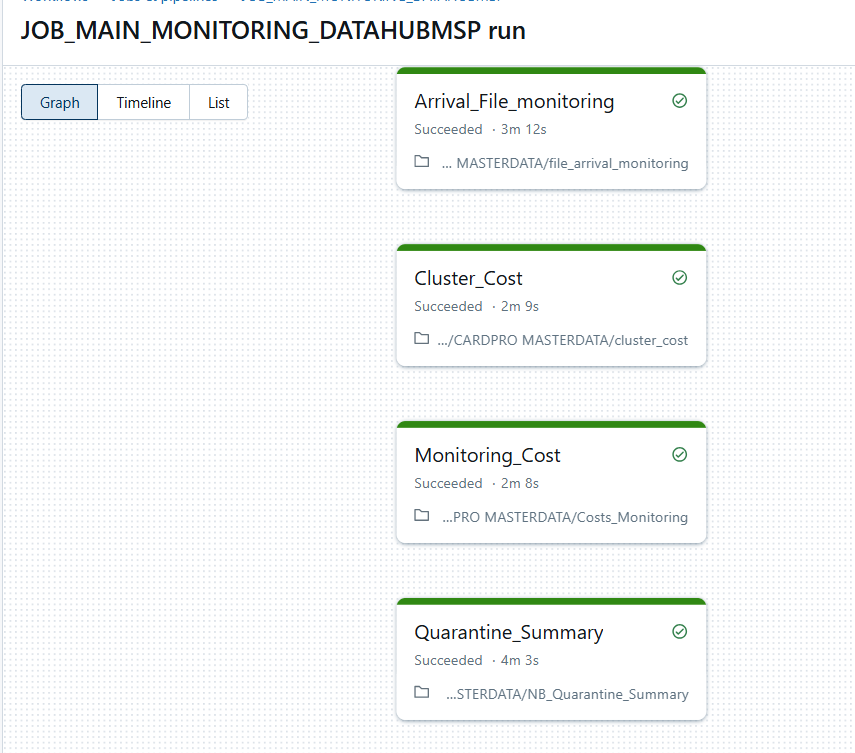 JOB_MAIN_MONITORING_DATAHUBMSP run
Graph
Timeline
List
Arrival_File_monitoring
Succeeded · 3m 12s
... MASTERDATA/file_arrival_monitoring
Cluster_Cost
Succeeded · 2m 9s
.../CARDPRO MASTERDATA/cluster_cost
Monitoring_Cost
Succeeded · 2m 8s
...PRO MASTERDATA/Costs_Monitoring
Quarantine_Summary
Succeeded · 4m 3s
...STERDATA/NB_Quarantine_Summary